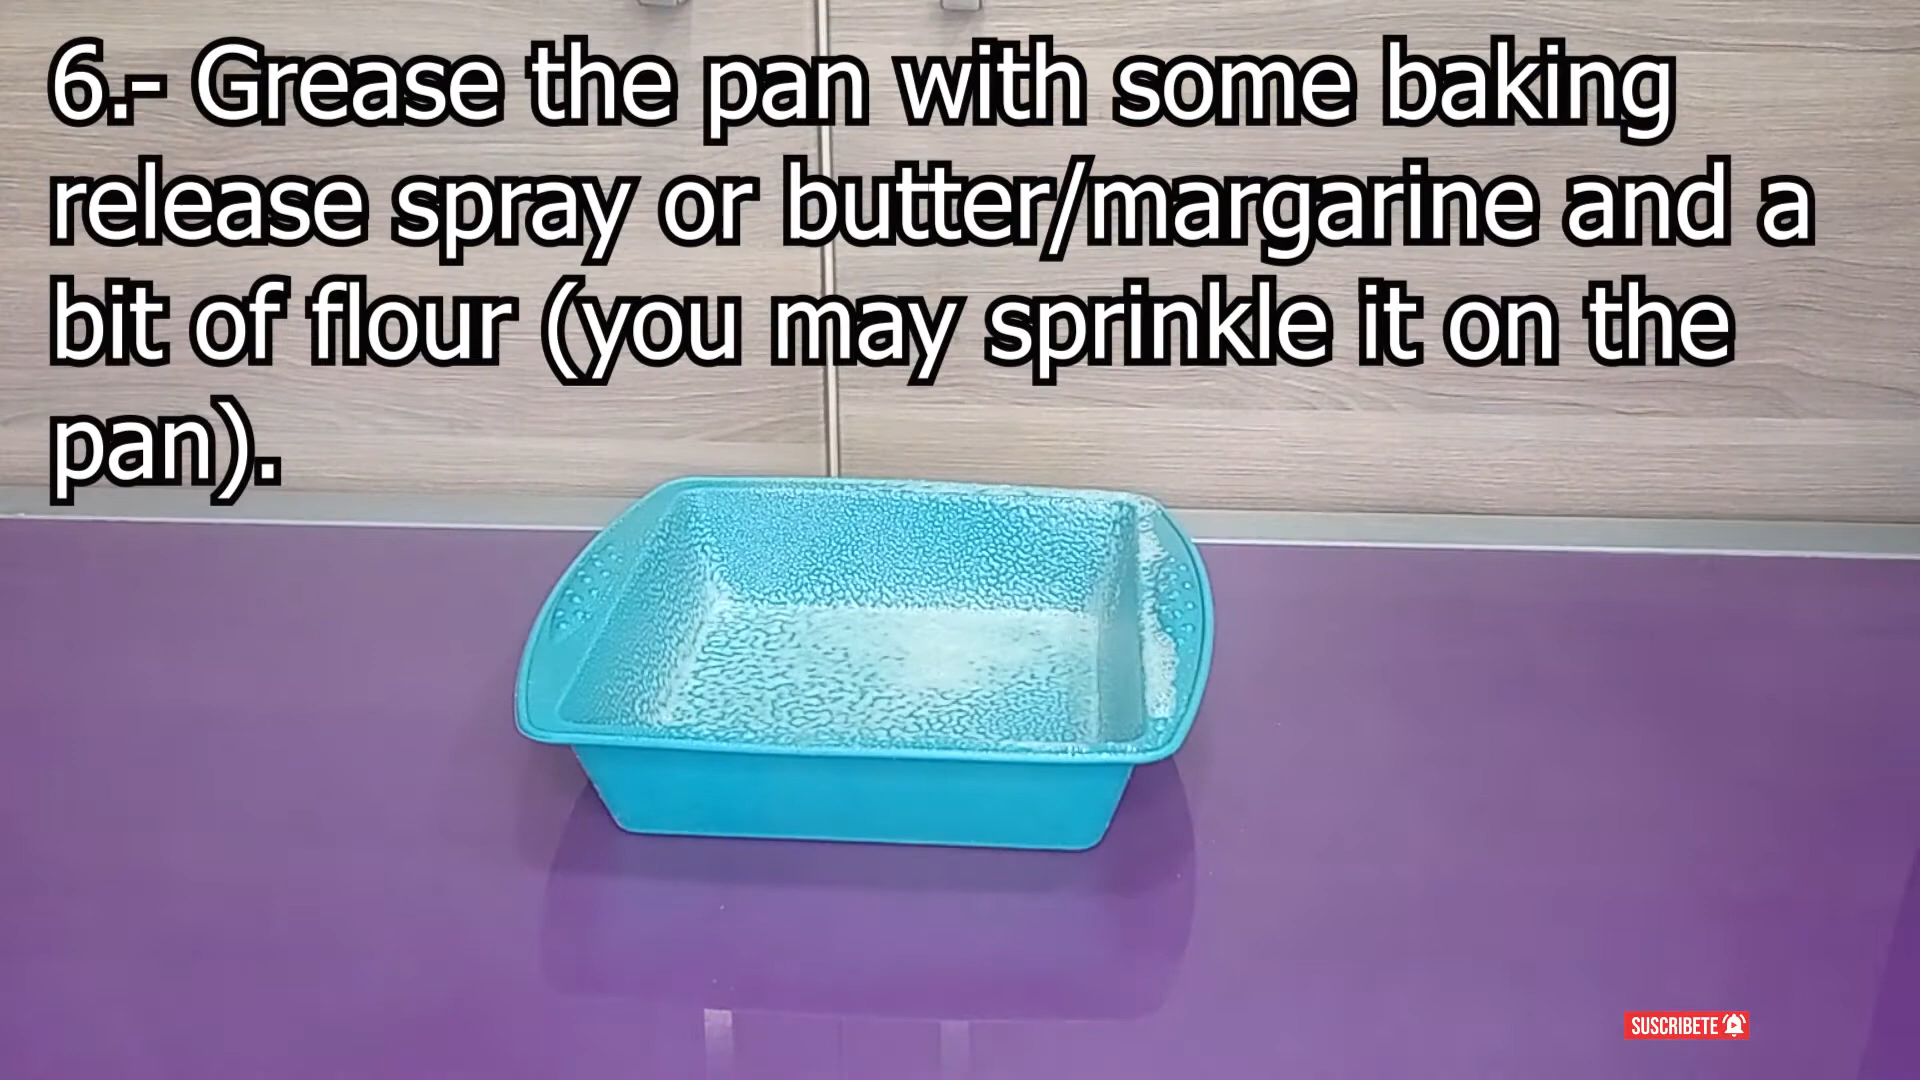 6.- Grease the pan with some baking
release spray or butter/margarine and a
bit of flour (you may sprinkle it on the
pan).
SUSCRIBETE